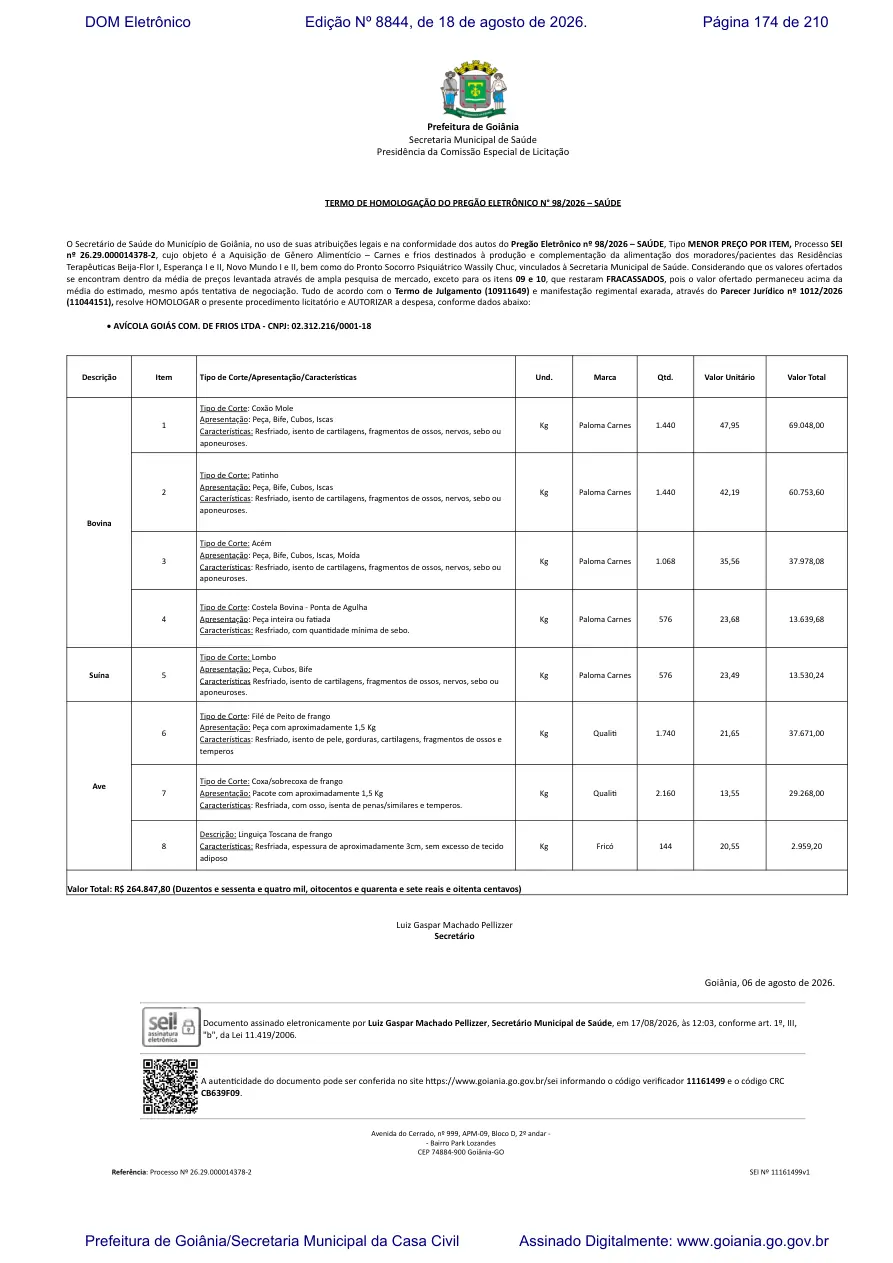 DOM Eletrônico Edição Nº 8844, de 18 de agosto de 2026. Página 174 de 210
Prefeitura de Goiânia
Secretaria Municipal de Saúde
Presidência da Comissão Especial de Licitação
TERMO DE HOMOLOGAÇÃO DO PREGÃO ELETRÔNICO N° 98/2026 – SAÚDE
O Secretário de Saúde do Município de Goiânia, no uso de suas atribuições legais e na conformidade dos autos do Pregão Eletrônico nº 98/2026 – SAÚDE, Tipo MENOR PREÇO POR ITEM, Processo SEI
nº 26.29.000014378-2, cujo objeto é a Aquisição de Gênero Alimentício – Carnes e frios destinados à produção e complementação da alimentação dos moradores/pacientes das Residências
Terapêuticas Beija-Flor I, Esperança I e II, Novo Mundo I e II, bem como do Pronto Socorro Psiquiátrico Wassily Chuc, vinculados à Secretaria Municipal de Saúde. Considerando que os valores ofertados
se encontram dentro da média de preços levantada através de ampla pesquisa de mercado, exceto para os itens 09 e 10, que restaram FRACASSADOS, pois o valor ofertado permaneceu acima da
média do estimado, mesmo após tentativa de negociação. Tudo de acordo com o Termo de Julgamento (10911649) e manifestação regimental exarada, através do Parecer Jurídico nº 1012/2026
(11044151), resolve HOMOLOGAR o presente procedimento licitatório e AUTORIZAR a despesa, conforme dados abaixo:
• AVÍCOLA GOIÁS COM. DE FRIOS LTDA - CNPJ: 02.312.216/0001-18
Descrição Item Tipo de Corte/Apresentação/Características Und. Marca Qtd. Valor Unitário Valor Total
Bovina
1
Tipo de Corte: Coxão Mole
Apresentação: Peça, Bife, Cubos, Iscas
Características: Resfriado, isento de cartilagens, fragmentos de ossos, nervos, sebo ou
aponeuroses.
Kg Paloma Carnes 1.440 47,95 69.048,00
2
Tipo de Corte: Patinho
Apresentação: Peça, Bife, Cubos, Iscas
Características: Resfriado, isento de cartilagens, fragmentos de ossos, nervos, sebo ou
aponeuroses.
Kg Paloma Carnes 1.440 42,19 60.753,60
3
Tipo de Corte: Acém
Apresentação: Peça, Bife, Cubos, Iscas, Moída
Características: Resfriado, isento de cartilagens, fragmentos de ossos, nervos, sebo ou
aponeuroses.
Kg Paloma Carnes 1.068 35,56 37.978,08
4
Tipo de Corte: Costela Bovina - Ponta de Agulha
Apresentação: Peça inteira ou fatiada
Características: Resfriado, com quantidade mínima de sebo.
Kg Paloma Carnes 576 23,68 13.639,68
Suína
5
Tipo de Corte: Lombo
Apresentação: Peça, Cubos, Bife
Características Resfriado, isento de cartilagens, fragmentos de ossos, nervos, sebo ou
aponeuroses.
Kg Paloma Carnes 576 23,49 13.530,24
Ave
6
Tipo de Corte: Filé de Peito de frango
Apresentação: Peça com aproximadamente 1,5 Kg
Características: Resfriado, isento de pele, gorduras, cartilagens, fragmentos de ossos e
temperos
Kg Qualiti 1.740 21,65 37.671,00
7
Tipo de Corte: Coxa/sobrecoxa de frango
Apresentação: Pacote com aproximadamente 1,5 Kg
Características: Resfriada, com osso, isenta de penas/similares e temperos.
Kg Qualiti 2.160 13,55 29.268,00
8
Descrição: Linguiça Toscana de frango
Características: Resfriada, espessura de aproximadamente 3cm, sem excesso de tecido
adiposo
Kg Fricó 144 20,55 2.959,20
Valor Total: R$ 264.847,80 (Duzentos e sessenta e quatro mil, oitocentos e quarenta e sete reais e oitenta centavos)
Luiz Gaspar Machado Pellizzer
Secretário
Goiânia, 06 de agosto de 2026.
sei!
assinatura
eletrônica
Documento assinado eletronicamente por Luiz Gaspar Machado Pellizzer, Secretário Municipal de Saúde, em 17/08/2026, às 12:03, conforme art. 1º, III,
"b", da Lei 11.419/2006.
A autenticidade do documento pode ser conferida no site https://www.goiania.go.gov.br/sei informando o código verificador 11161499 e o código CRC
CB639F09.
Avenida do Cerrado, nº 999, APM-09, Bloco D, 2º andar -
- Bairro Park Lozandes
CEP 74884-900 Goiânia-GO
Referência: Processo Nº 26.29.000014378-2 SEI Nº 11161499v1
Prefeitura de Goiânia/Secretaria Municipal da Casa Civil Assinado Digitalmente: www.goiania.go.gov.br